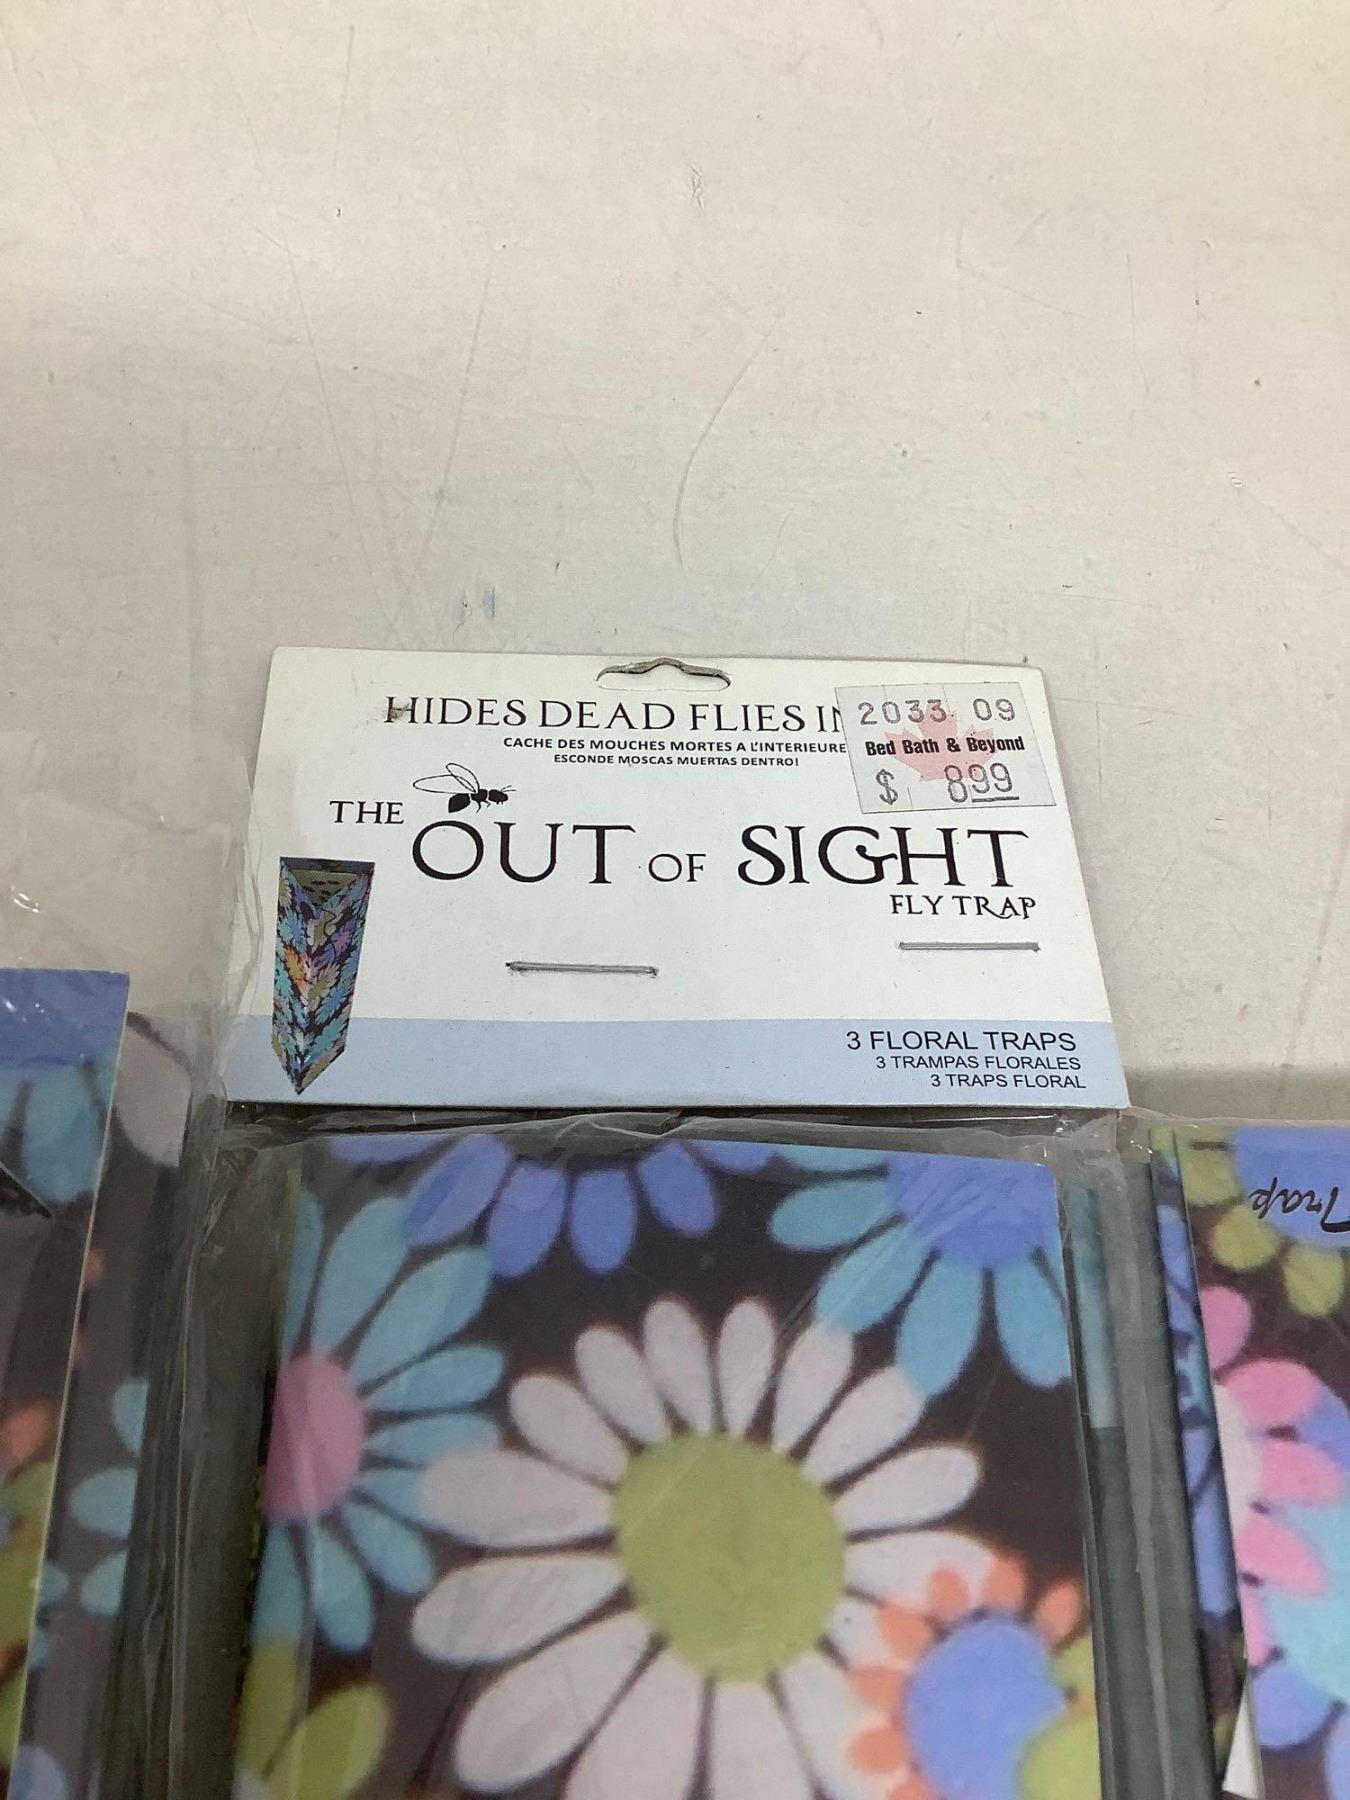 HIDES DEAD FLIES
CACHE DES MOUCHES MORTES A L'INTERIEURE
ESCONDE MOSCAS MUERTAS DENTRO!
2033 09
Bed Bath & Beyond
$ 899
THE OUT OF SIGHT
FLY TRAP
3 FLORAL TRAPS
3 TRAMPAS FLORALES
3 TRAPS FLORAL
Trap